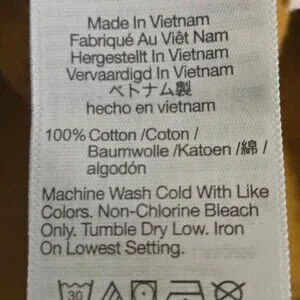 Made In Vietnam
Fabriqué Au Viêt Nam
Hergestellt In Vietnam
Vervaardigd In Vietnam
ベトナム製
hecho en vietnam
100% Cotton /Coton /
Baumwolle /Katoen /綿 /
algodón
Machine Wash Cold With Like
Colors. Non-Chlorine Bleach
Only. Tumble Dry Low. Iron
On Lowest Setting.
30